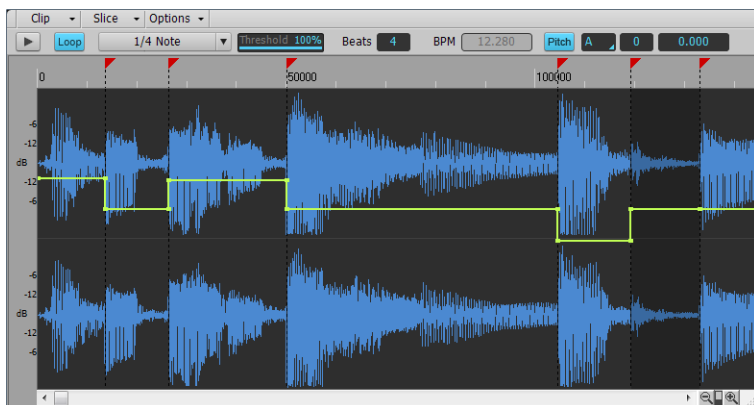 Clip Slice Options
Loop 1/4 Note Threshold 100% Beats 4 BPM 12.280 Pitch A 0 0.000
0 50000 100000
-6
-12
dB
-12
-6
-6
-12
dB
-12
-6